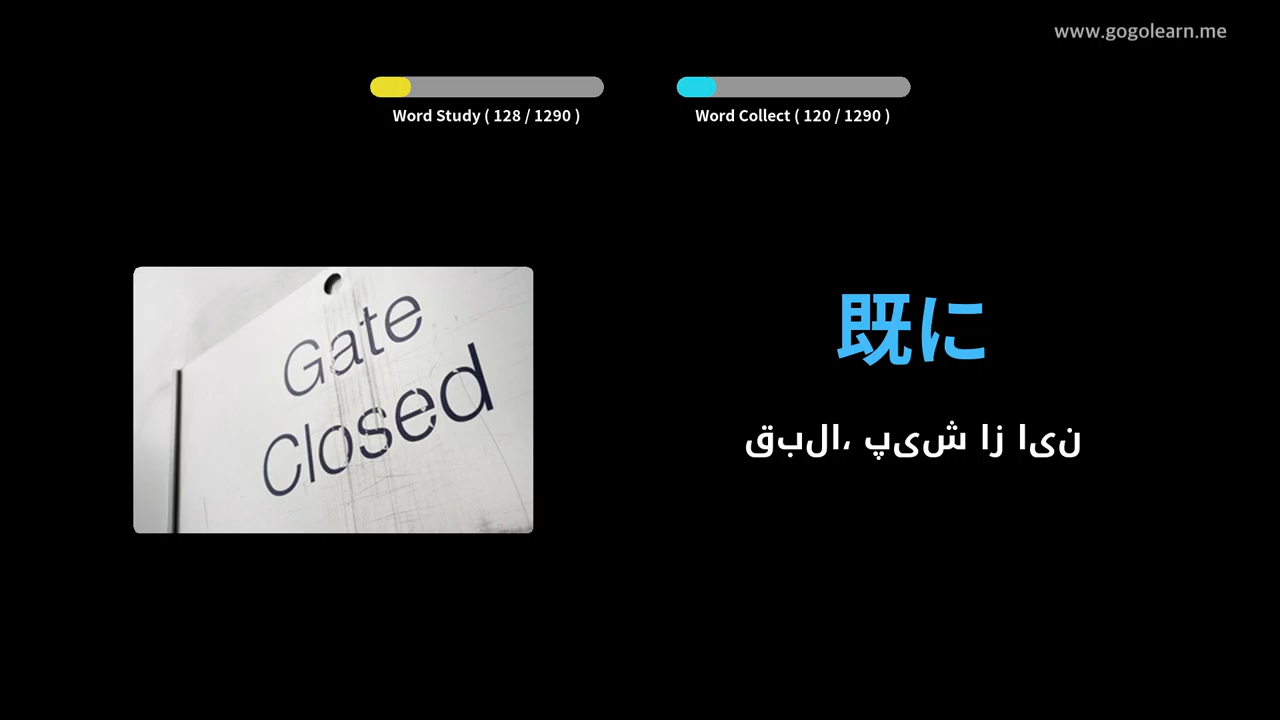 www.gogolearn.me
Word Study ( 128 / 1290 )
Word Collect ( 120 / 1290 )
Gate
Closed
既に
قبلا، پیش از این